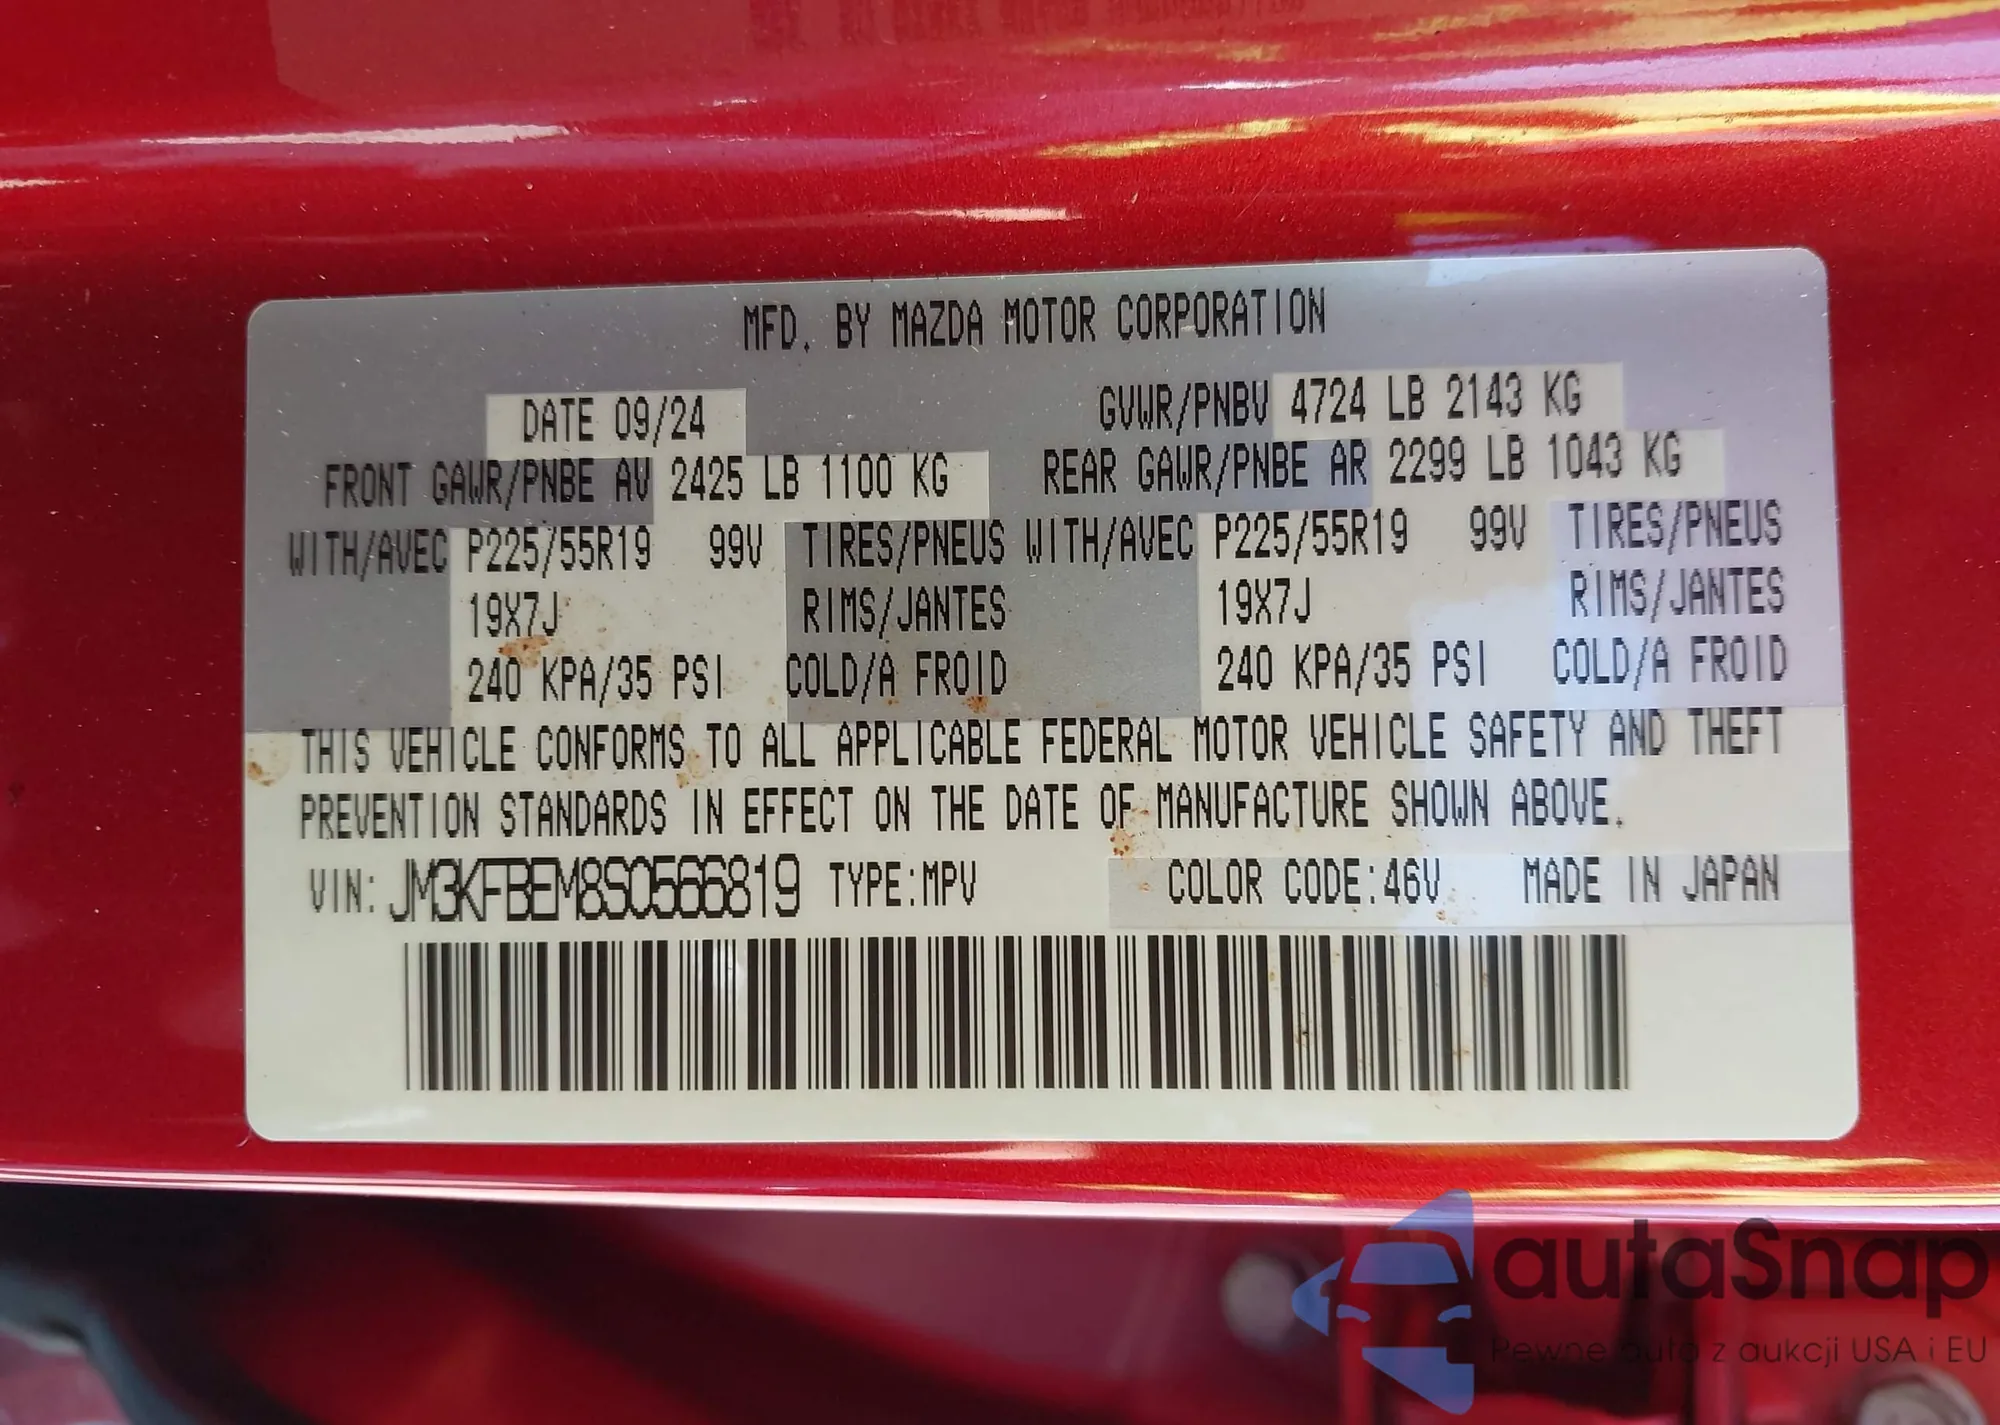 MFD. BY MAZDA MOTOR CORPORATION
DATE 09/24 GVWR/PNBV 4724 LB 2143 KG
FRONT GAWR/PNBE AV 2425 LB 1100 KG REAR GAWR/PNBE AR 2299 LB 1043 KG
WITH/AVEC P225/55R19 99V TIRES/PNEUS WITH/AVEC P225/55R19 99V TIRES/PNEUS
19X7J RIMS/JANTES 19X7J RIMS/JANTES
240 KPA/35 PSI COLD/A FROID 240 KPA/35 PSI COLD/A FROID
THIS VEHICLE CONFORMS TO ALL APPLICABLE FEDERAL MOTOR VEHICLE SAFETY AND THEFT
PREVENTION STANDARDS IN EFFECT ON THE DATE OF MANUFACTURE SHOWN ABOVE.
VIN: JM3KFBEM8S0566819 TYPE:MPV COLOR CODE:46V MADE IN JAPAN
autaSnap
Pewne auta z aukcji USA i EU